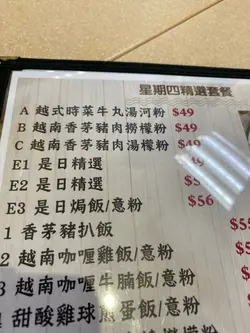 星期四精選套餐
A 越式時菜牛丸湯河粉 $49
B 越南香茅豬肉撈檬粉 $49
C 越南香茅豬肉湯檬粉 $49
E1 是日精選
E2 是日精選 $5
E3 是日焗飯/意粉 $56
1 香茅豬扒飯
2 越南咖喱雞飯/意粉 $5
3 越南咖喱牛腩飯/意粉
甜酸雞球煎蛋飯/意粉